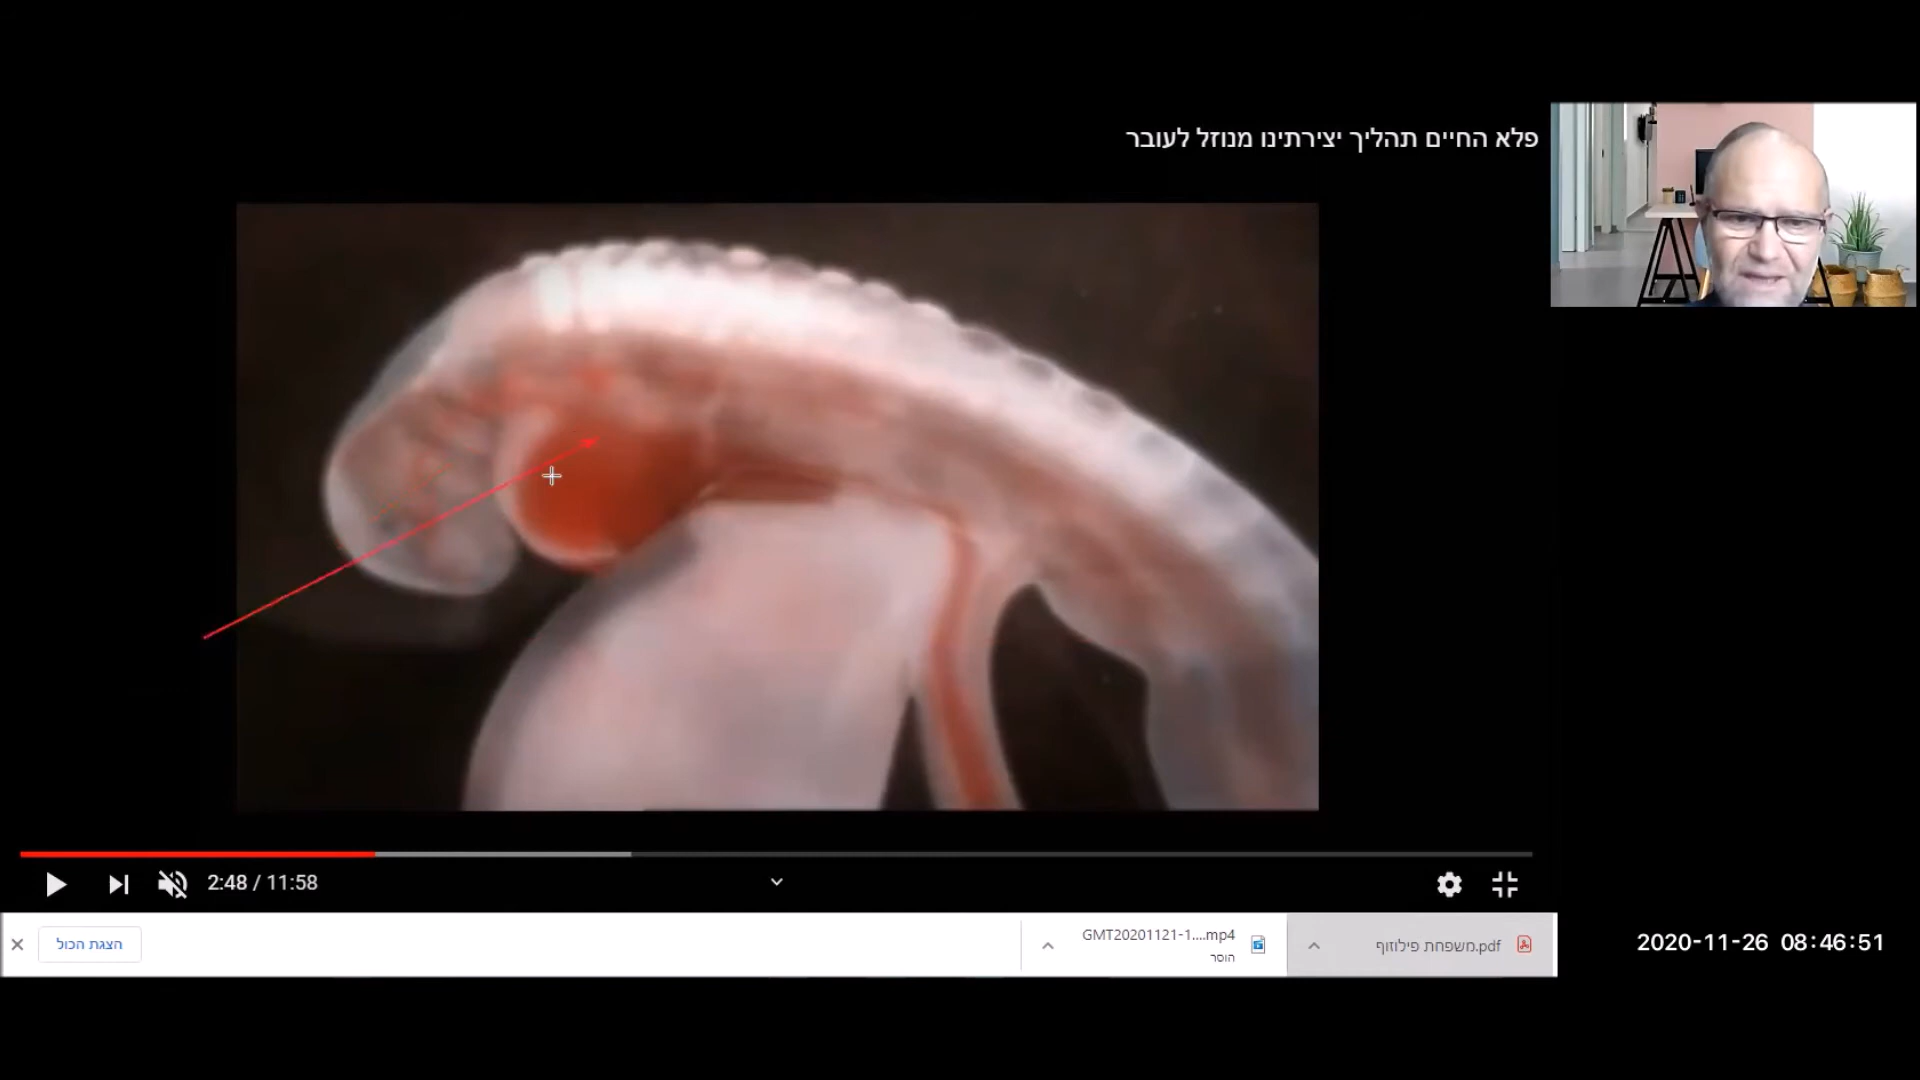 פלא החיים תהליך יצירתינו מנוזל לעובר
2:48 / 11:58
הצגת הכול
GMT20201121-1....mp4
הוסר
משפחת פילוזוף.pdf
2020-11-26 08:46:51